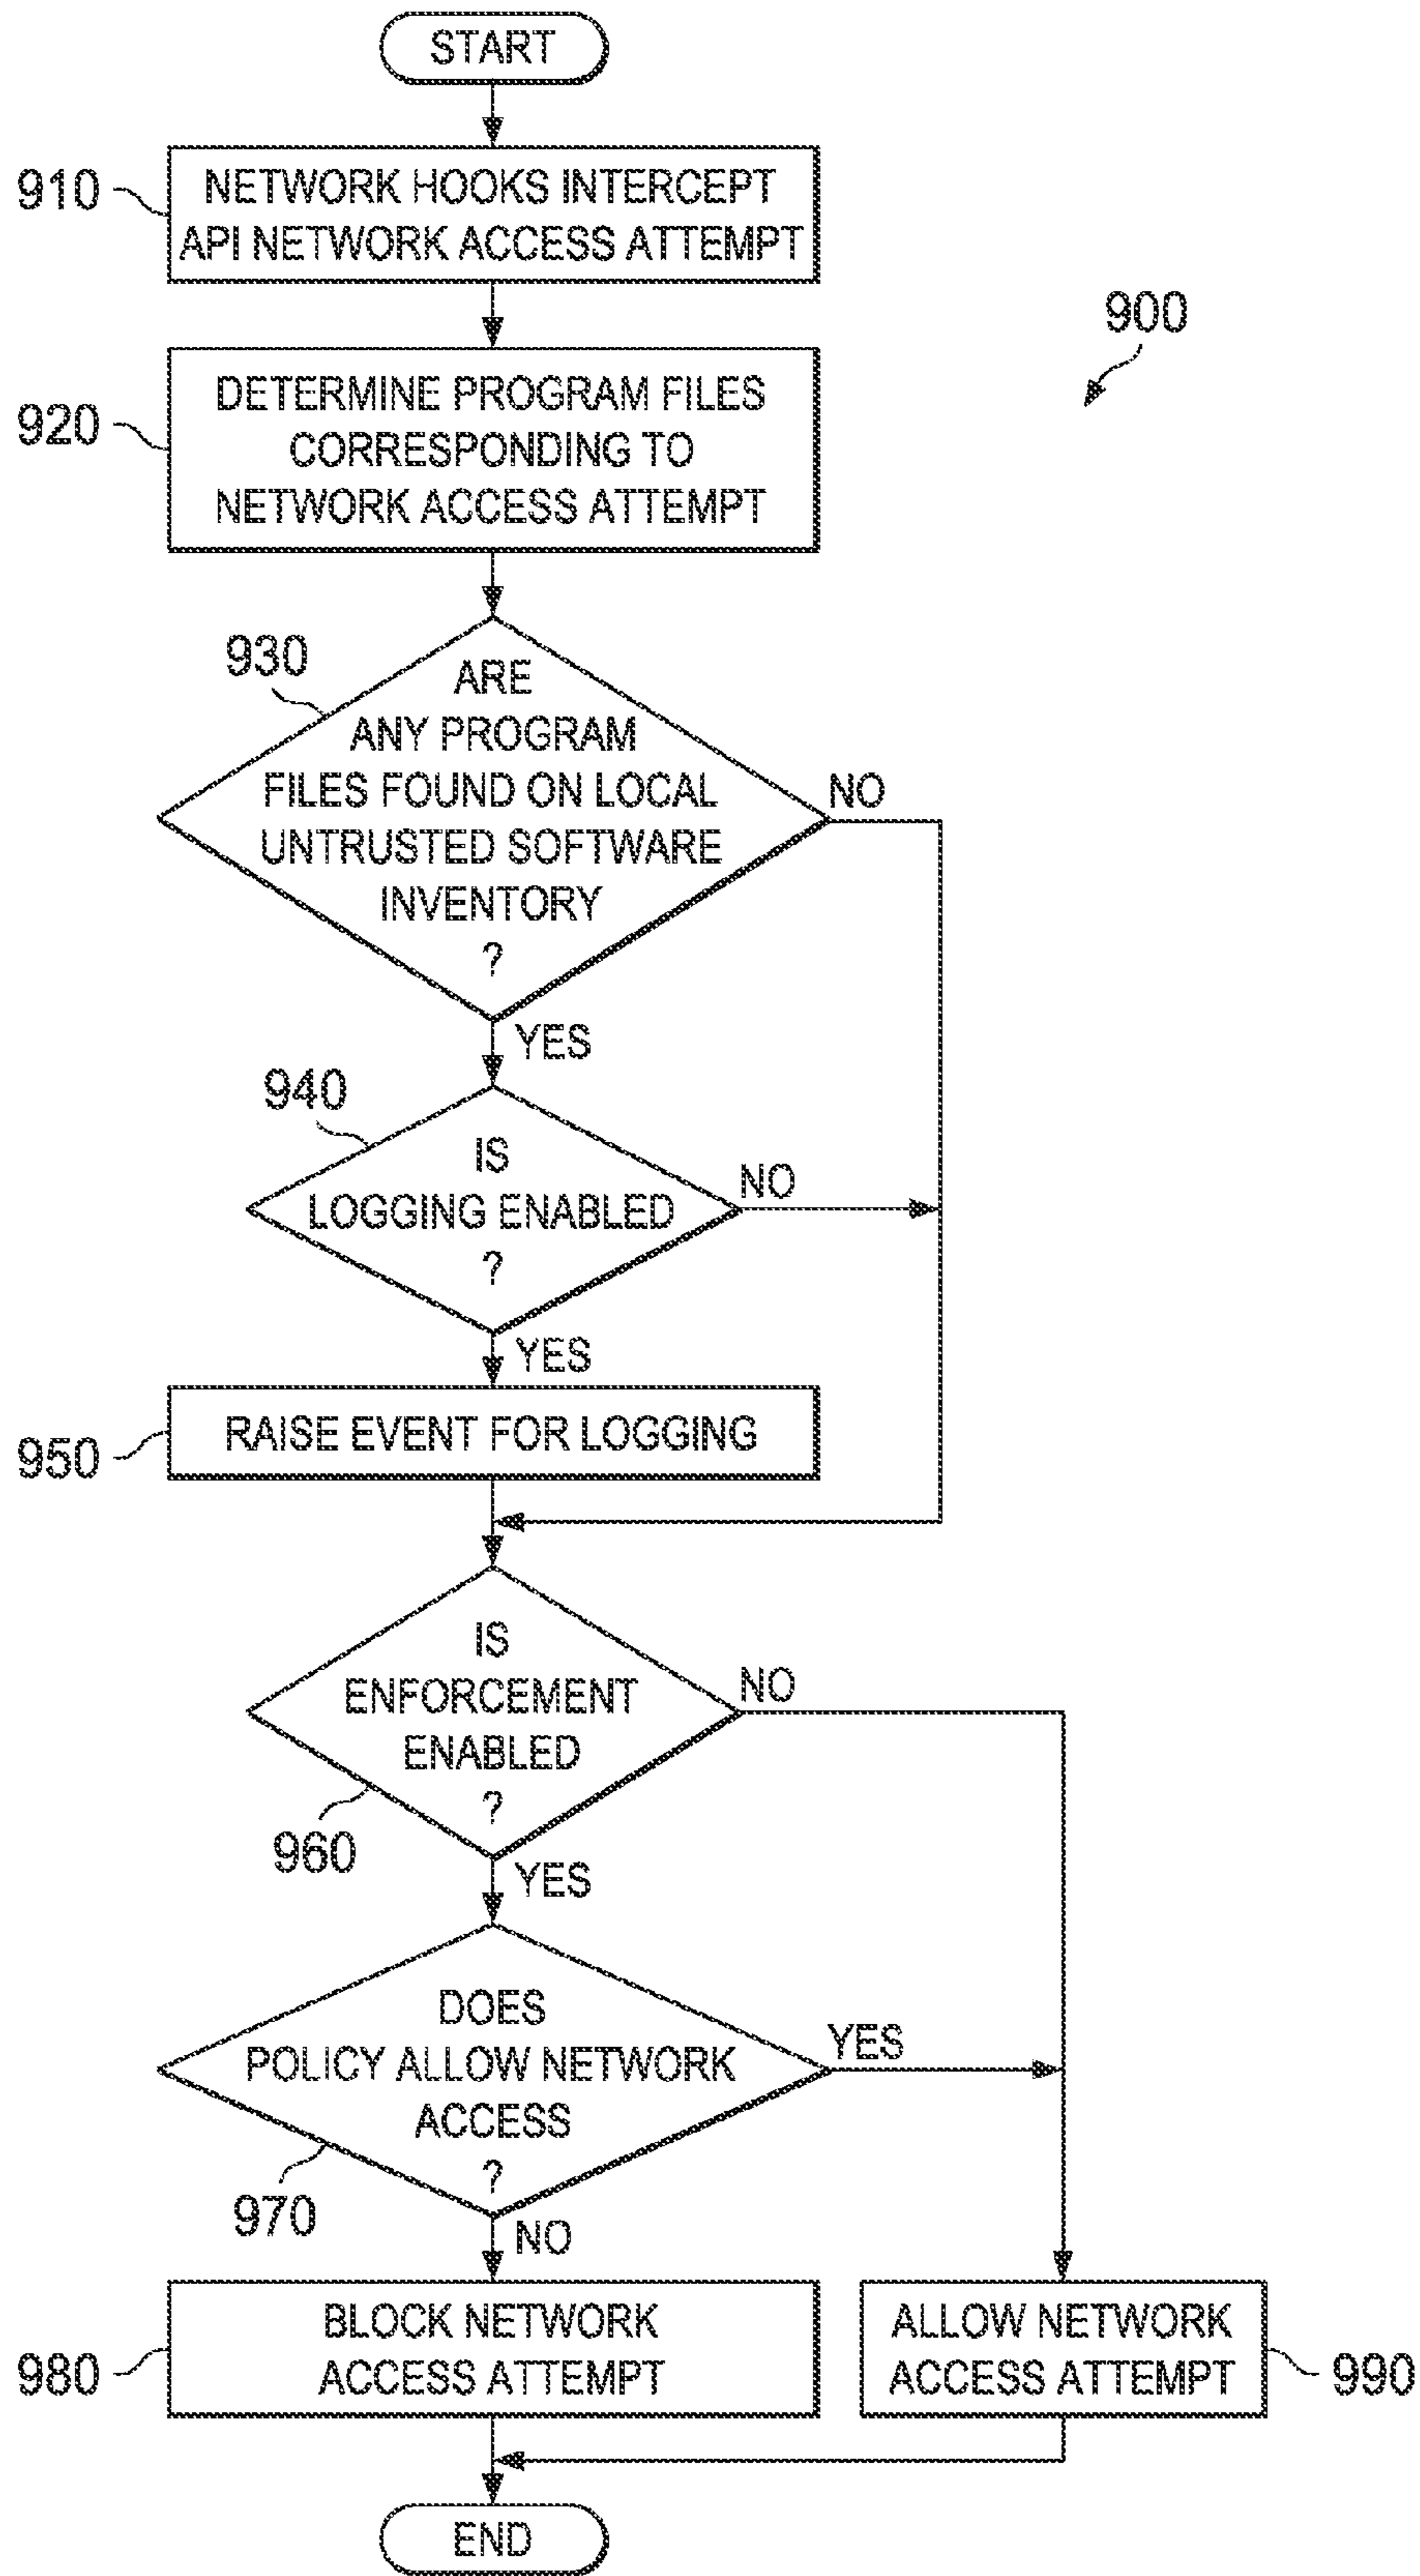 START
910
NETWORK HOOKS INTERCEPT
API NETWORK ACCESS ATTEMPT
900
920
DETERMINE PROGRAM FILES
CORRESPONDING TO
NETWORK ACCESS ATTEMPT
930
ARE
ANY PROGRAM
FILES FOUND ON LOCAL
UNTRUSTED SOFTWARE
INVENTORY
?
NO
YES
940
IS
LOGGING ENABLED
?
NO
YES
950
RAISE EVENT FOR LOGGING
IS
ENFORCEMENT
ENABLED
?
NO
960
YES
DOES
POLICY ALLOW NETWORK
ACCESS
?
YES
970
NO
980
BLOCK NETWORK
ACCESS ATTEMPT
ALLOW NETWORK
ACCESS ATTEMPT
990
END